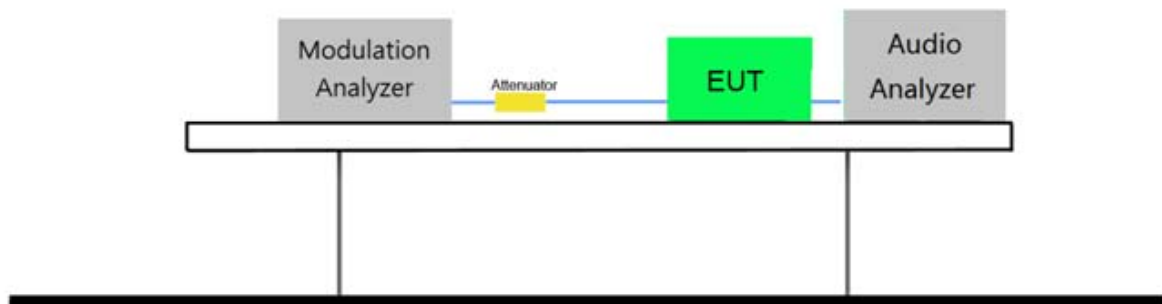 Modulation
Analyzer
Attenuator
EUT
Audio
Analyzer